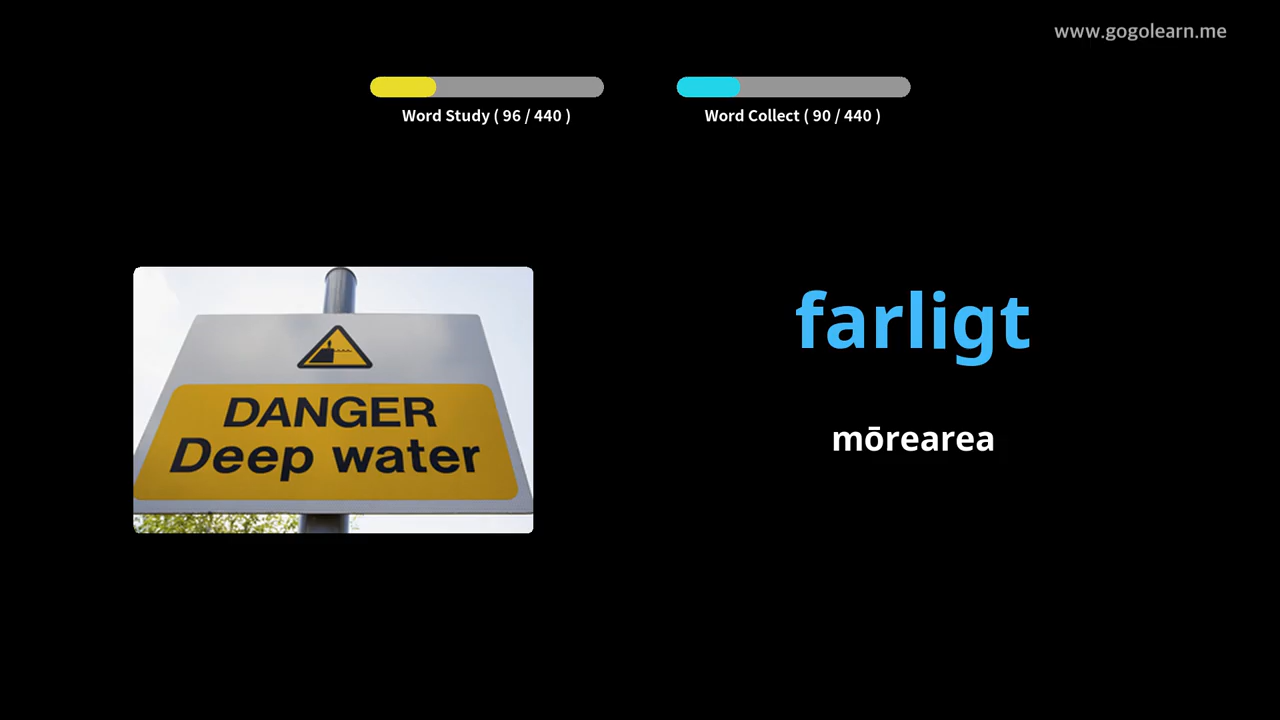 www.gogolearn.me
Word Study ( 96 / 440 )
Word Collect ( 90 / 440 )
DANGER
Deep water
farligt
mōrearea